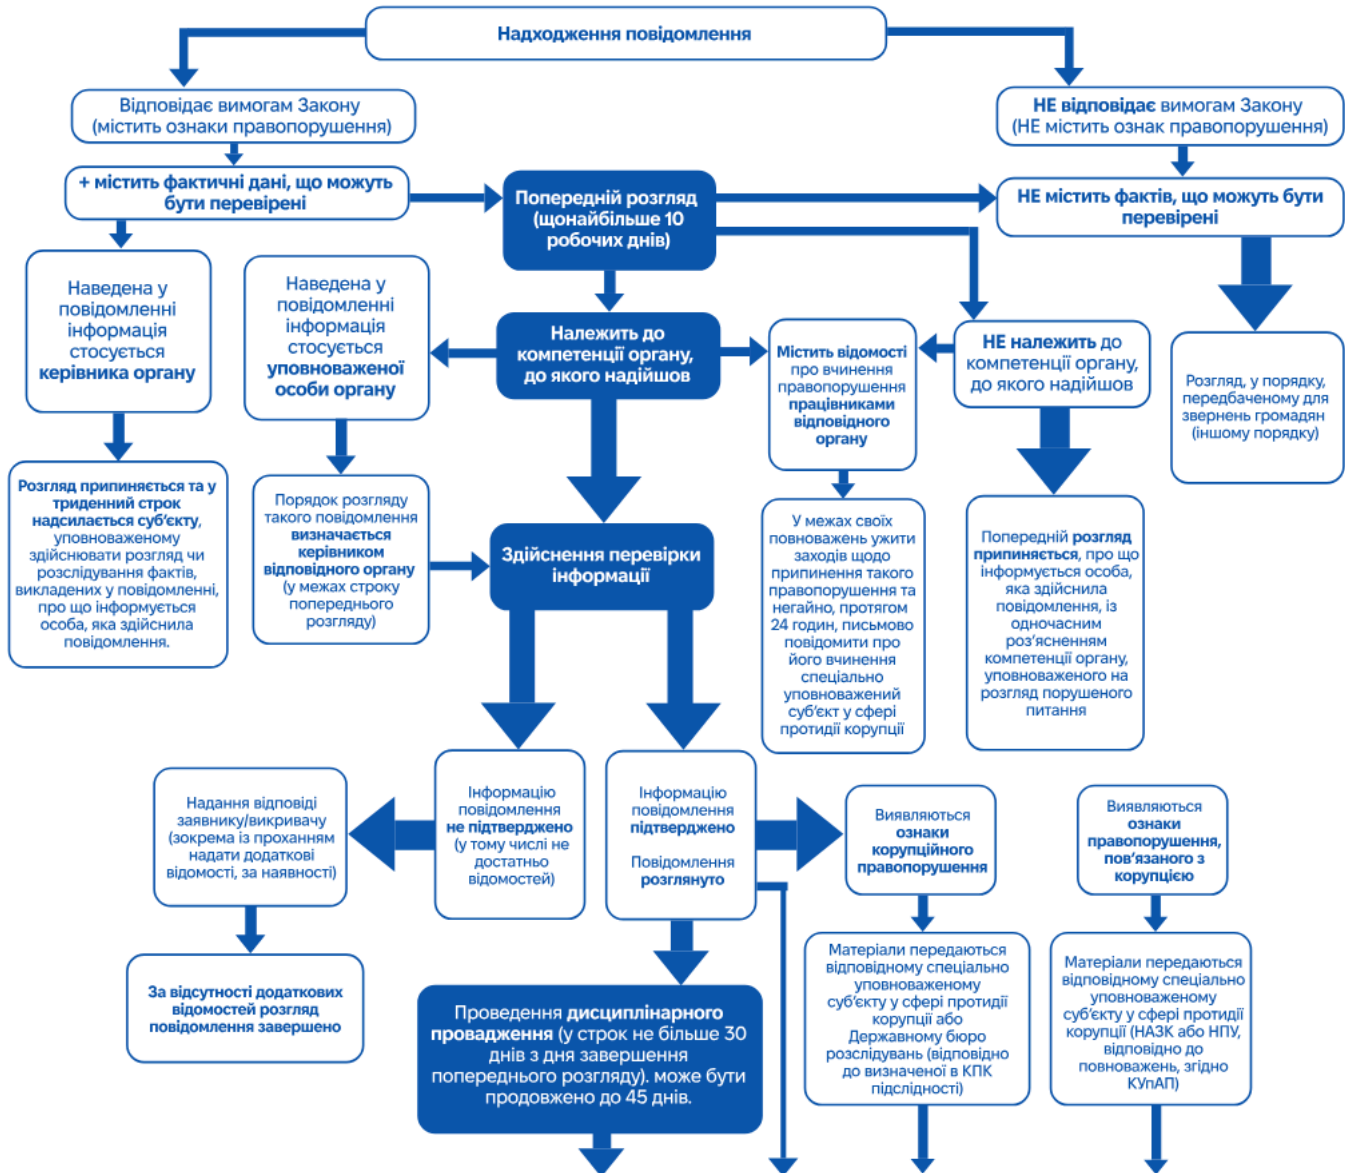 Надходження повідомлення
Відповідає вимогам Закону
(містить ознаки правопорушення)
НЕ відповідає вимогам Закону
(НЕ містить ознак правопорушення)
+ містить фактичні дані, що можуть
бути перевірені
Попередній розгляд
(щонайбільше 10
робочих днів)
НЕ містить фактів, що можуть бути
перевірені
Наведена у
повідомленні
інформація
стосується
керівника органу
Наведена у
повідомленні
інформація
стосується
уповноваженої
особи органу
Належить до
компетенції органу,
до якого надійшов
Містить відомості
про вчинення
правопорушення
працівниками
відповідного
органу
НЕ належить до
компетенції органу,
до якого надійшов
Розгляд, у порядку,
передбаченому для
звернень громадян
(іншому порядку)
Розгляд припиняється та у
триденний строк
надсилається суб'єкту,
уповноваженому
здійснювати розгляд чи
розслідування фактів,
викладених у повідомленні,
про що інформується
особа, яка здійснила
повідомлення.
Порядок розгляду
такого повідомлення
визначається
керівником
відповідного органу
(у межах строку
попереднього
розгляду)
Здійснення перевірки
інформації
У межах своїх
повноважень ужити
заходів щодо
припинення такого
правопорушення та
негайно, протягом
24 годин, письмово
повідомити про
його вчинення
спеціально
уповноважений
суб'єкт у сфері
протидії корупції
Попередній розгляд
припиняється, про що
інформується особа,
яка здійснила
повідомлення, із
одночасним
роз'ясненням
компетенції органу,
уповноваженого на
розгляд порушеного
питання
Надання відповіді
заявнику/викривачу
(зокрема із проханням
надати додаткові
відомості, за наявності)
Інформацію
повідомлення
не підтверджено
(у тому числі не
достатньо
відомостей)
Інформацію
повідомлення
підтверджено
Повідомлення
розглянуто
Виявляються
ознаки
корупційного
правопорушення
Виявляються
ознаки
правопорушення,
пов'язаного з
корупцією
За відсутності додаткових
відомостей розгляд
повідомлення завершено
Проведення дисциплінарного
провадження (у строк не більше 30
днів з дня завершення
попереднього розгляду). може бути
продовжено до 45 днів.
Матеріали передаються
відповідному спеціально
уповноваженому
суб'єкту у сфері протидії
корупції або
Державному бюро
розслідувань (відповідно
до визначеної в КПК
підслідності)
Матеріали передаються
відповідному спеціально
уповноваженому
суб'єкту у сфері протидії
корупції (НАЗК або НПУ,
відповідно до
повноважень, згідно
КУпАП)